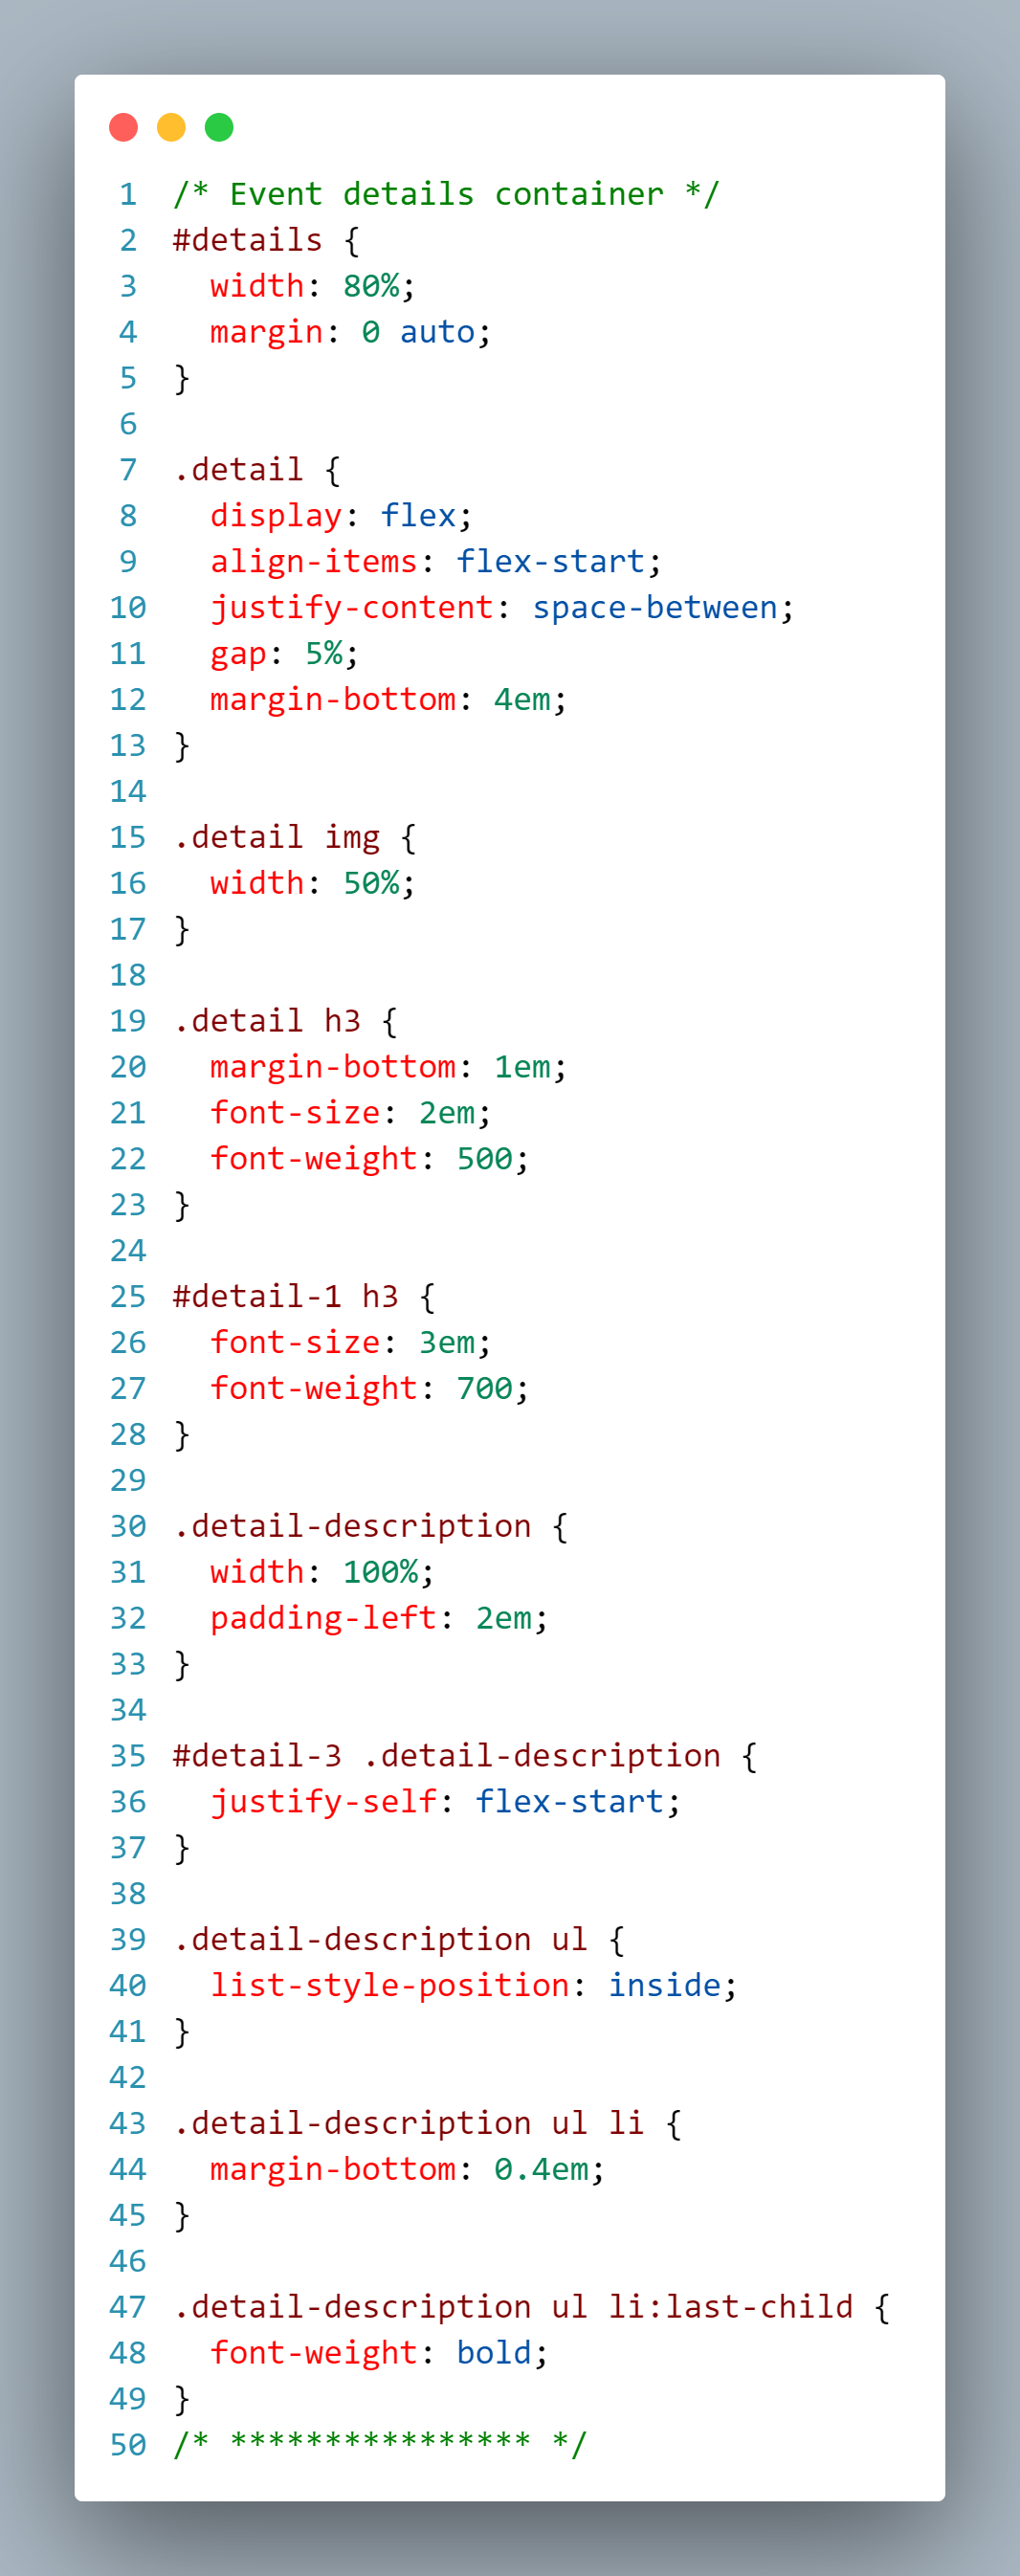 1 /* Event details container */
2 #details {
3   width: 80%;
4   margin: 0 auto;
5 }
6
7 .detail {
8   display: flex;
9   align-items: flex-start;
10   justify-content: space-between;
11   gap: 5%;
12   margin-bottom: 4em;
13 }
14
15 .detail img {
16   width: 50%;
17 }
18
19 .detail h3 {
20   margin-bottom: 1em;
21   font-size: 2em;
22   font-weight: 500;
23 }
24
25 #detail-1 h3 {
26   font-size: 3em;
27   font-weight: 700;
28 }
29
30 .detail-description {
31   width: 100%;
32   padding-left: 2em;
33 }
34
35 #detail-3 .detail-description {
36   justify-self: flex-start;
37 }
38
39 .detail-description ul {
40   list-style-position: inside;
41 }
42
43 .detail-description ul li {
44   margin-bottom: 0.4em;
45 }
46
47 .detail-description ul li:last-child {
48   font-weight: bold;
49 }
50 /* **************** */